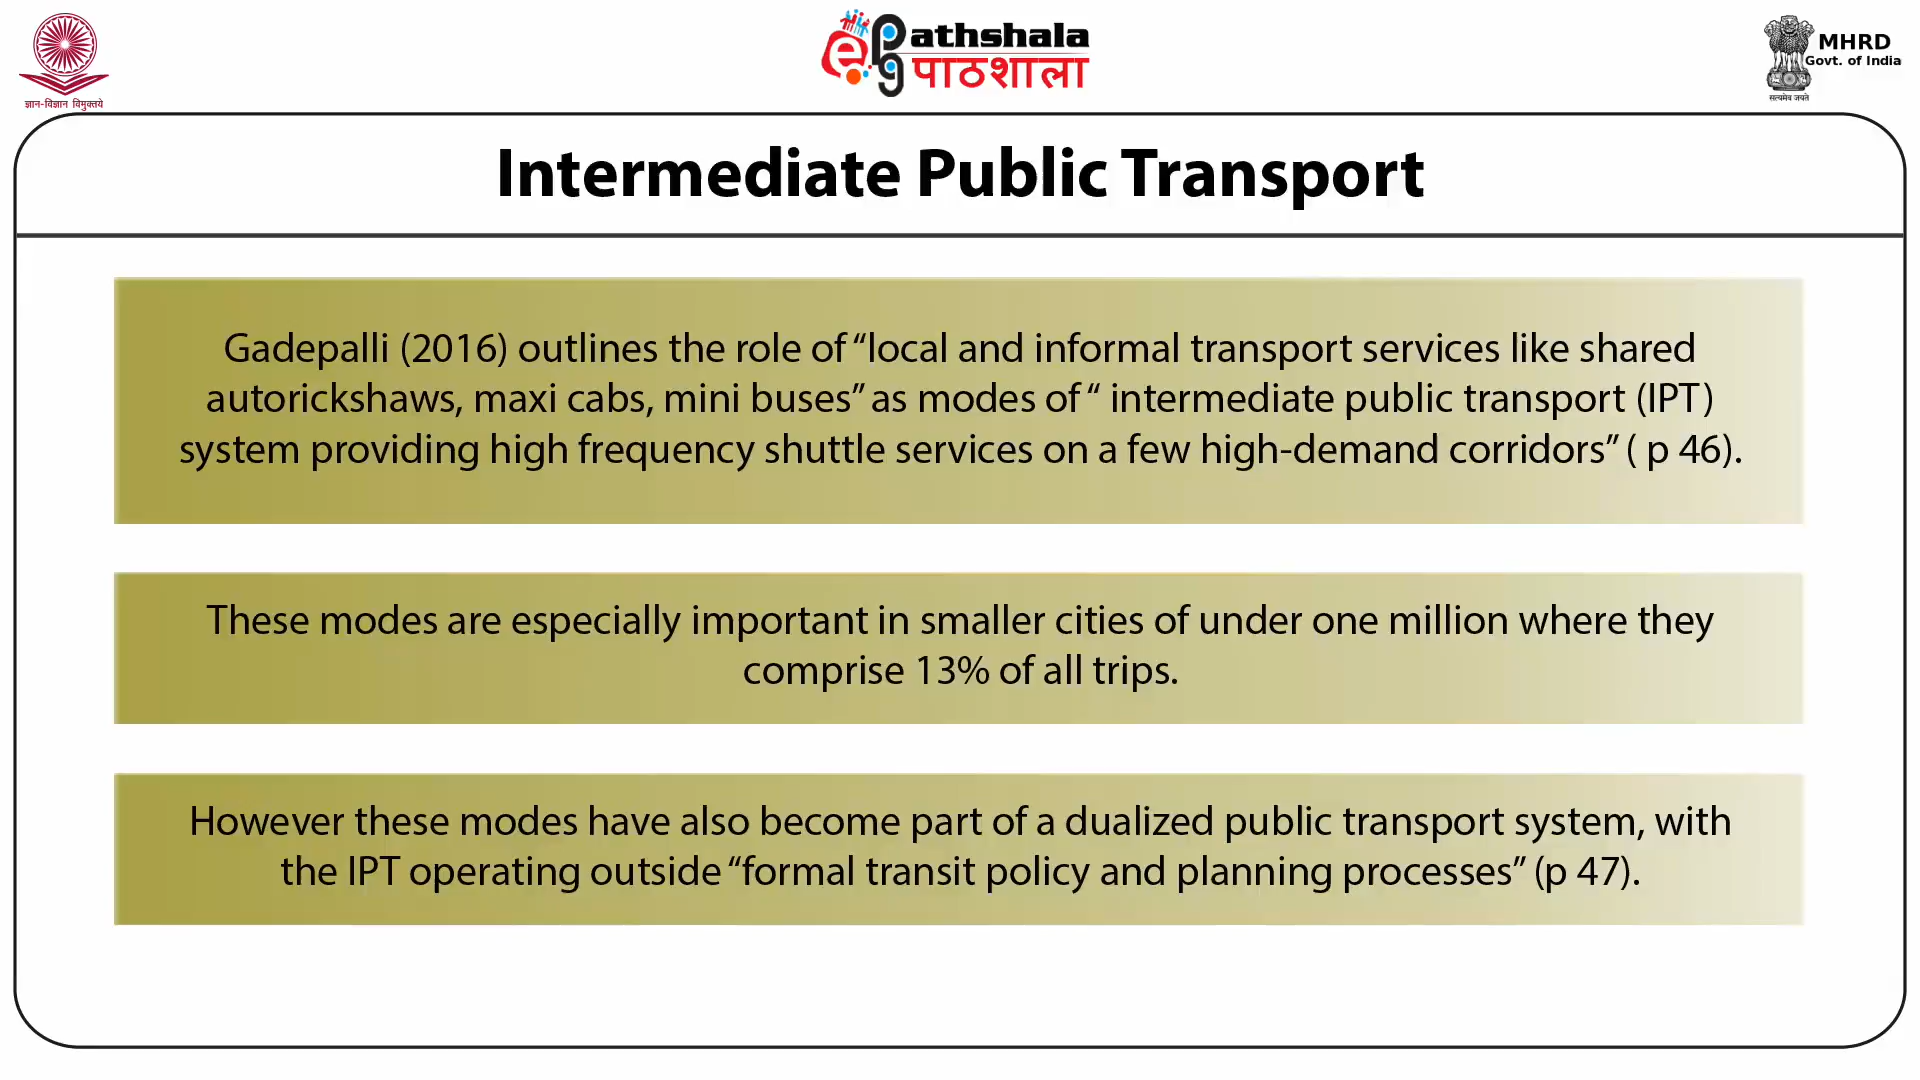 ज्ञान-विज्ञान विमुक्तये
ePathshala
पाठशाला
MHRD
Govt. of India
सत्यमेव जयते
Intermediate Public Transport
Gadepalli (2016) outlines the role of “local and informal transport services like shared
autorickshaws, maxi cabs, mini buses” as modes of “ intermediate public transport (IPT)
system providing high frequency shuttle services on a few high-demand corridors” ( p 46).
These modes are especially important in smaller cities of under one million where they
comprise 13% of all trips.
However these modes have also become part of a dualized public transport system, with
the IPT operating outside “formal transit policy and planning processes” (p 47).